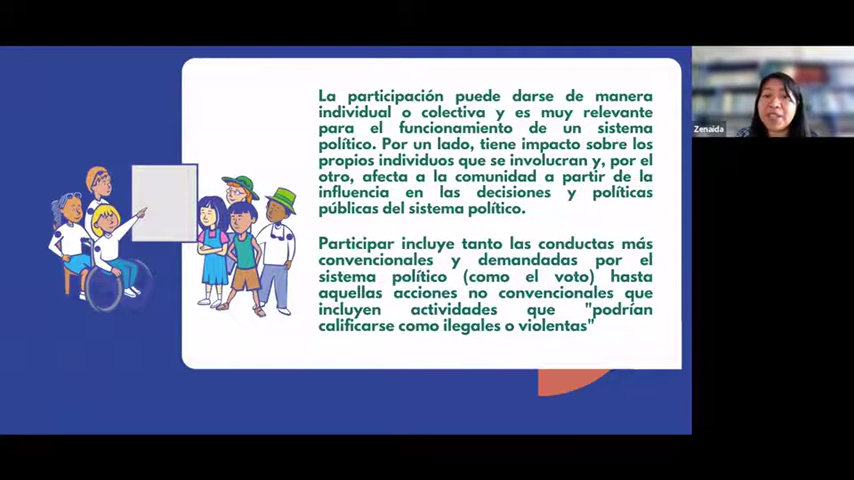 La participación puede darse de manera
individual o colectiva y es muy relevante
para el funcionamiento de un sistema
político. Por un lado, tiene impacto sobre los
propios individuos que se involucran y, por el
otro, afecta a la comunidad a partir de la
influencia en las decisiones y políticas
públicas del sistema político.
Participar incluye tanto las conductas más
convencionales y demandadas por el
sistema político (como el voto) hasta
aquellas acciones no convencionales que
incluyen actividades que "podrían
calificarse como ilegales o violentas"
Zenaida